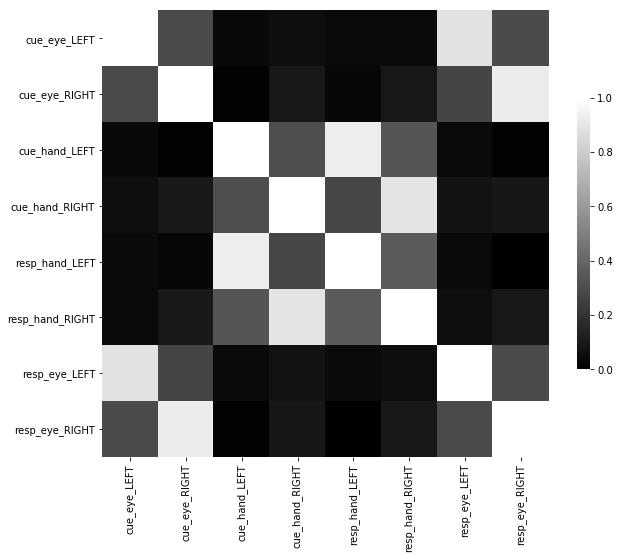 cue_eye_LEFT
cue_eye_RIGHT
cue_hand_LEFT
cue_hand_RIGHT
resp_hand_LEFT
resp_hand_RIGHT
resp_eye_LEFT
resp_eye_RIGHT
1.0
0.8
0.6
0.4
0.2
0.0
cue_eye_LEFT
cue_eye_RIGHT
cue_hand_LEFT
cue_hand_RIGHT
resp_hand_LEFT
resp_hand_RIGHT
resp_eye_LEFT
resp_eye_RIGHT